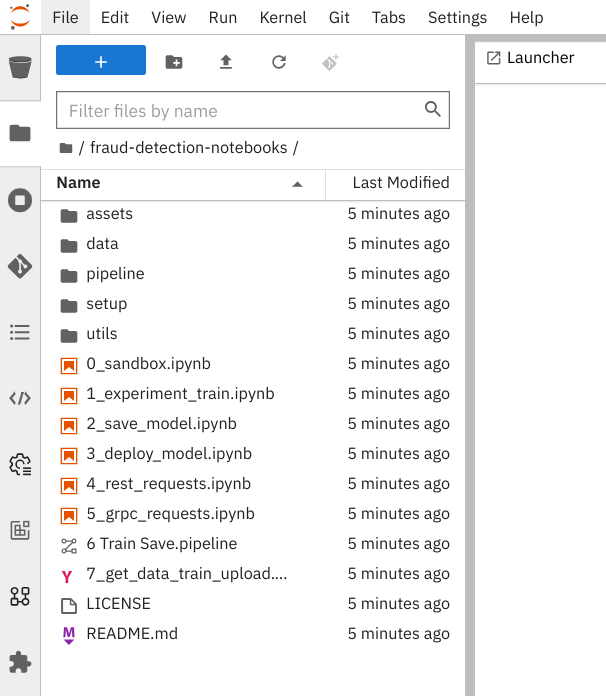 File Edit View Run Kernel Git Tabs Settings Help
+
Launcher
Filter files by name
/ fraud-detection-notebooks /
Name Last Modified
assets 5 minutes ago
data 5 minutes ago
pipeline 5 minutes ago
setup 5 minutes ago
utils 5 minutes ago
0_sandbox.ipynb 5 minutes ago
1_experiment_train.ipynb 5 minutes ago
2_save_model.ipynb 5 minutes ago
3_deploy_model.ipynb 5 minutes ago
4_rest_requests.ipynb 5 minutes ago
5_grpc_requests.ipynb 5 minutes ago
6 Train Save.pipeline 5 minutes ago
Y 7_get_data_train_upload.... 5 minutes ago
LICENSE 5 minutes ago
M README.md 5 minutes ago